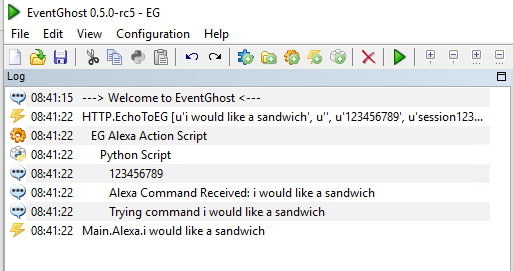 EventGhost 0.5.0-rc5 - EG
File Edit View Configuration Help
Log
08:41:15 ---> Welcome to EventGhost <---
08:41:22 HTTP.EchoToEG [u'i would like a sandwich', u'', u'123456789', u'session123...
08:41:22 EG Alexa Action Script
08:41:22 Python Script
08:41:22 123456789
08:41:22 Alexa Command Received: i would like a sandwich
08:41:22 Trying command i would like a sandwich
08:41:22 Main.Alexa.i would like a sandwich